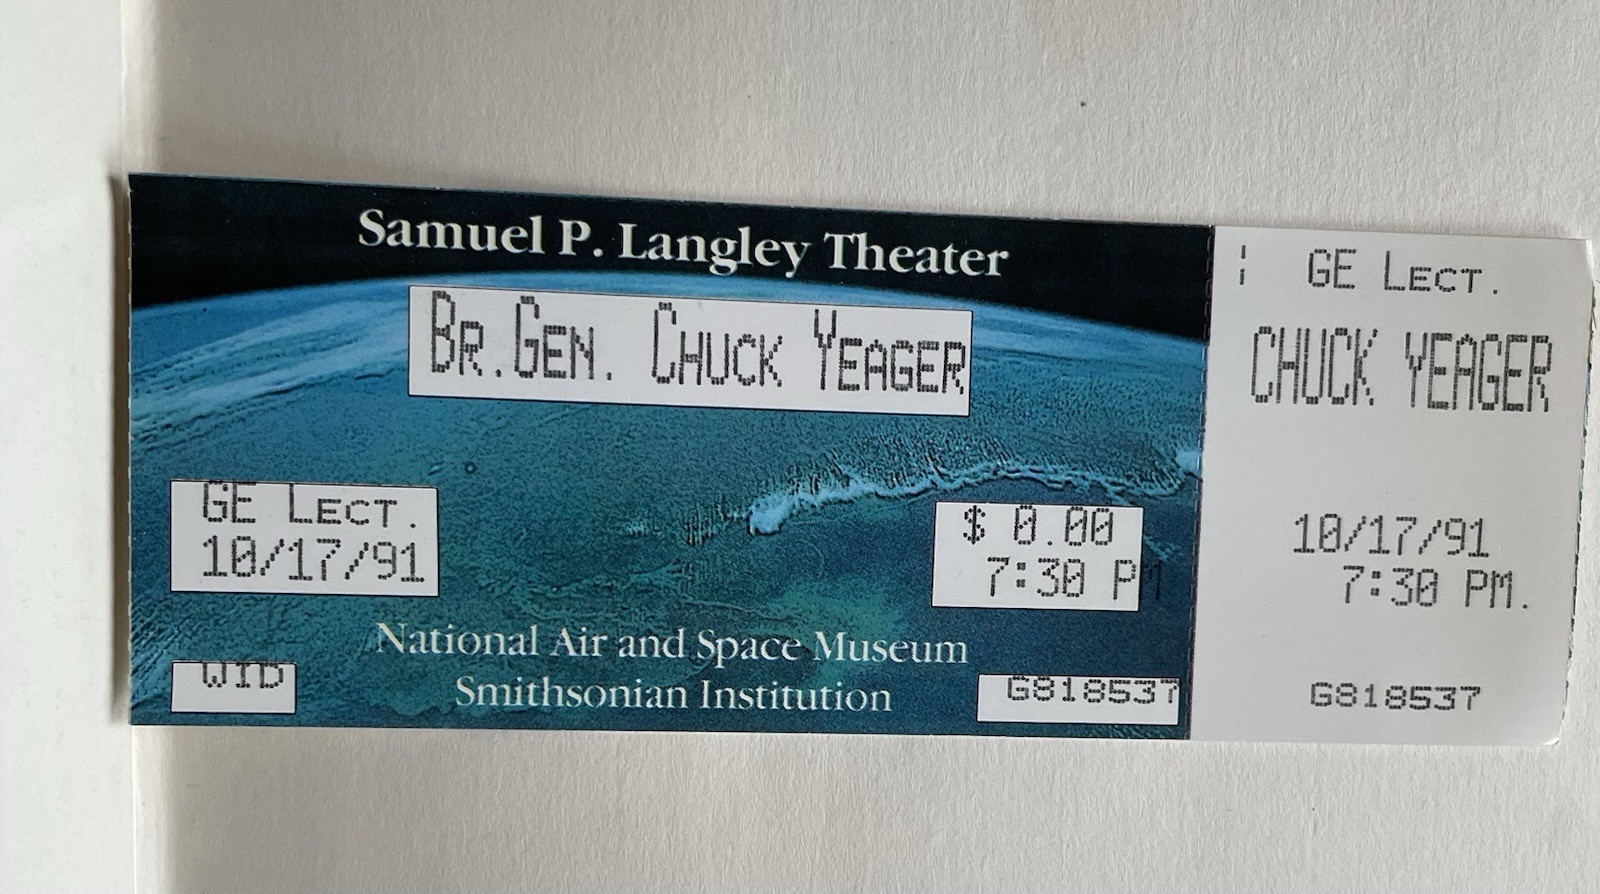 Samuel P. Langley Theater
BR.GEN. CHUCK YEAGER
GE LECT.
10/17/91
$ 0.00
7:30 PM
National Air and Space Museum
Smithsonian Institution
WID
G818537
GE LECT.
CHUCK YEAGER
10/17/91
7:30 PM.
G818537